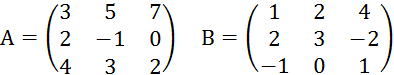 A = (3 5 7
2 −1 0
4 3 2)
B = (1 2 4
2 3 −2
−1 0 1)